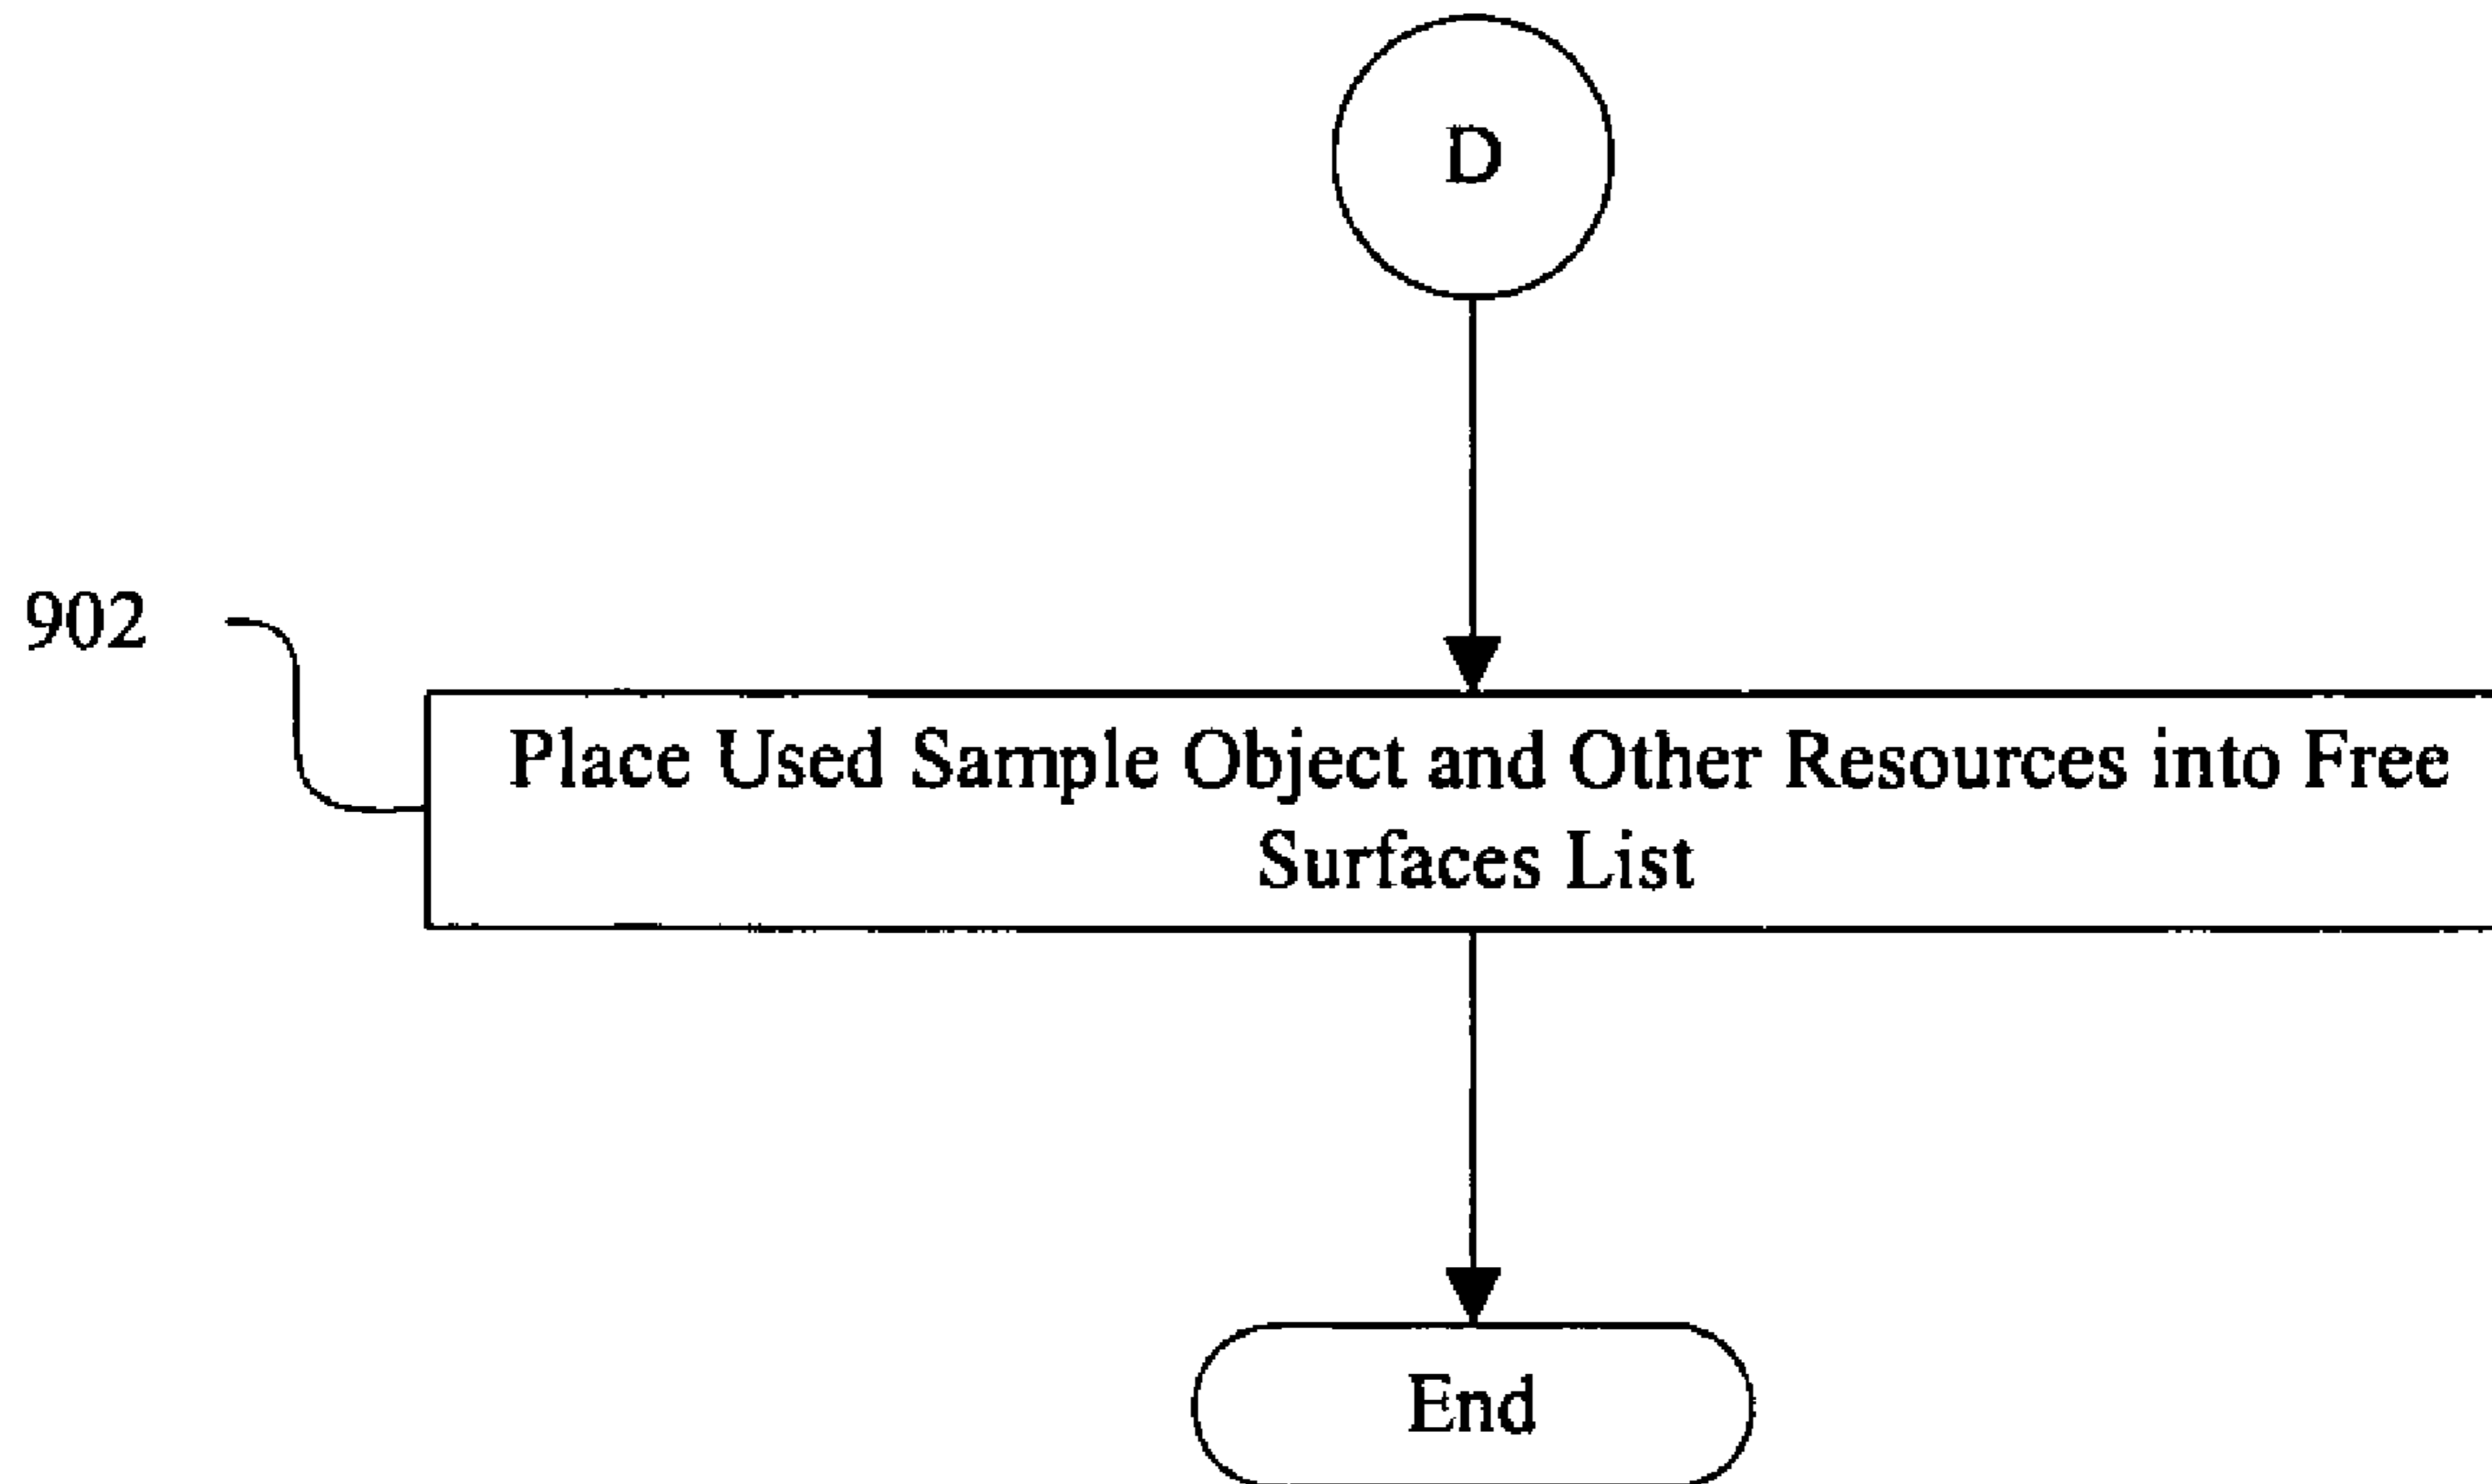 D
902
Place Used Sample Object and Other Resources into Free
Surfaces List
End